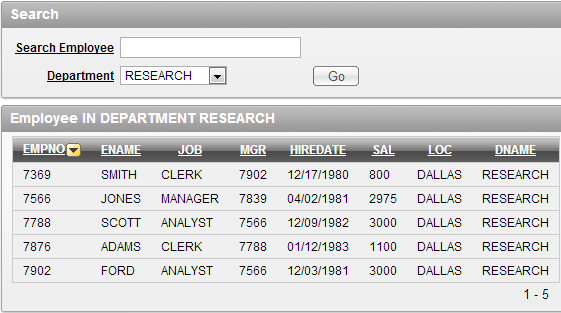 Search
Search Employee
Department RESEARCH Go
Employee IN DEPARTMENT RESEARCH
EMPNO ENAME JOB MGR HIREDATE SAL LOC DNAME
7369 SMITH CLERK 7902 12/17/1980 800 DALLAS RESEARCH
7566 JONES MANAGER 7839 04/02/1981 2975 DALLAS RESEARCH
7788 SCOTT ANALYST 7566 12/09/1982 3000 DALLAS RESEARCH
7876 ADAMS CLERK 7788 01/12/1983 1100 DALLAS RESEARCH
7902 FORD ANALYST 7566 12/03/1981 3000 DALLAS RESEARCH
1 - 5